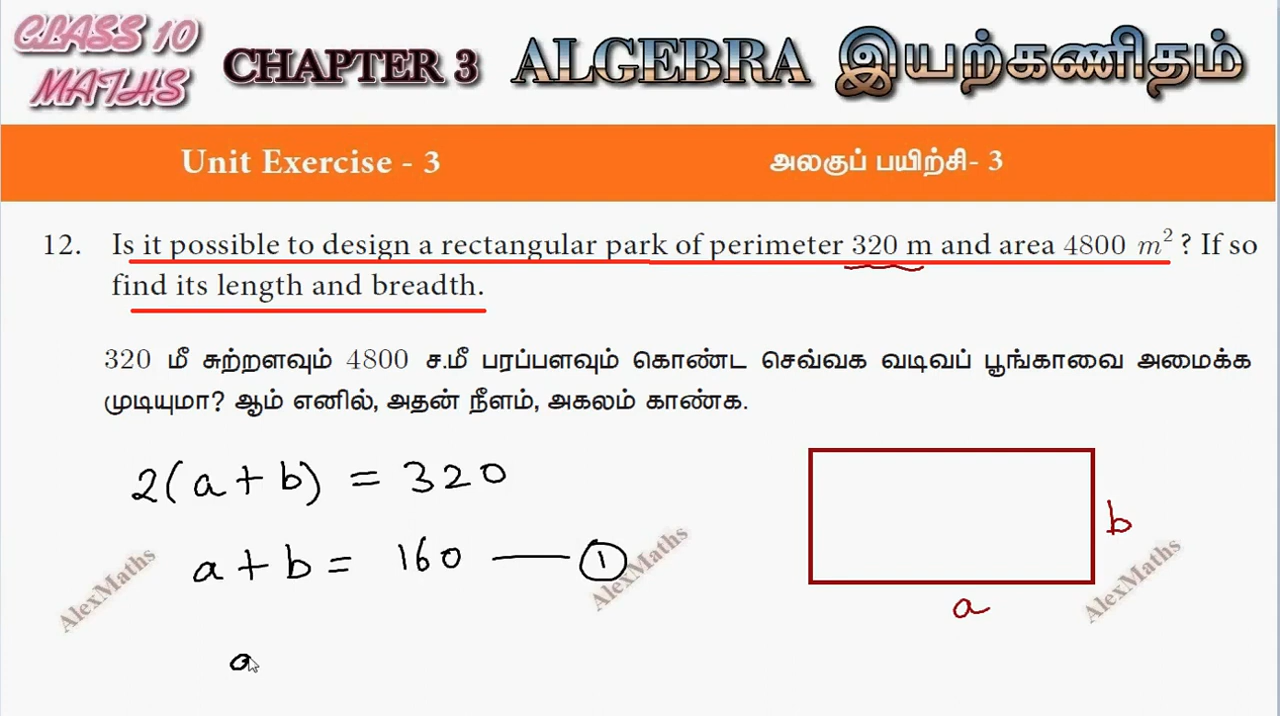 CLASS 10
MATHS
CHAPTER 3
ALGEBRA இயற்கணிதம்
Unit Exercise - 3
அலகுப் பயிற்சி- 3
12. Is it possible to design a rectangular park of perimeter 320 m and area 4800 m² ? If so
find its length and breadth.
320 மீ சுற்றளவும் 4800 ச.மீ பரப்பளவும் கொண்ட செவ்வக வடிவப் பூங்காவை அமைக்க
முடியுமா? ஆம் எனில், அதன் நீளம், அகலம் காண்க.
2(a + b) = 320
a + b = 160 —— ①
a
b
a
AlexMaths
AlexMaths
AlexMaths